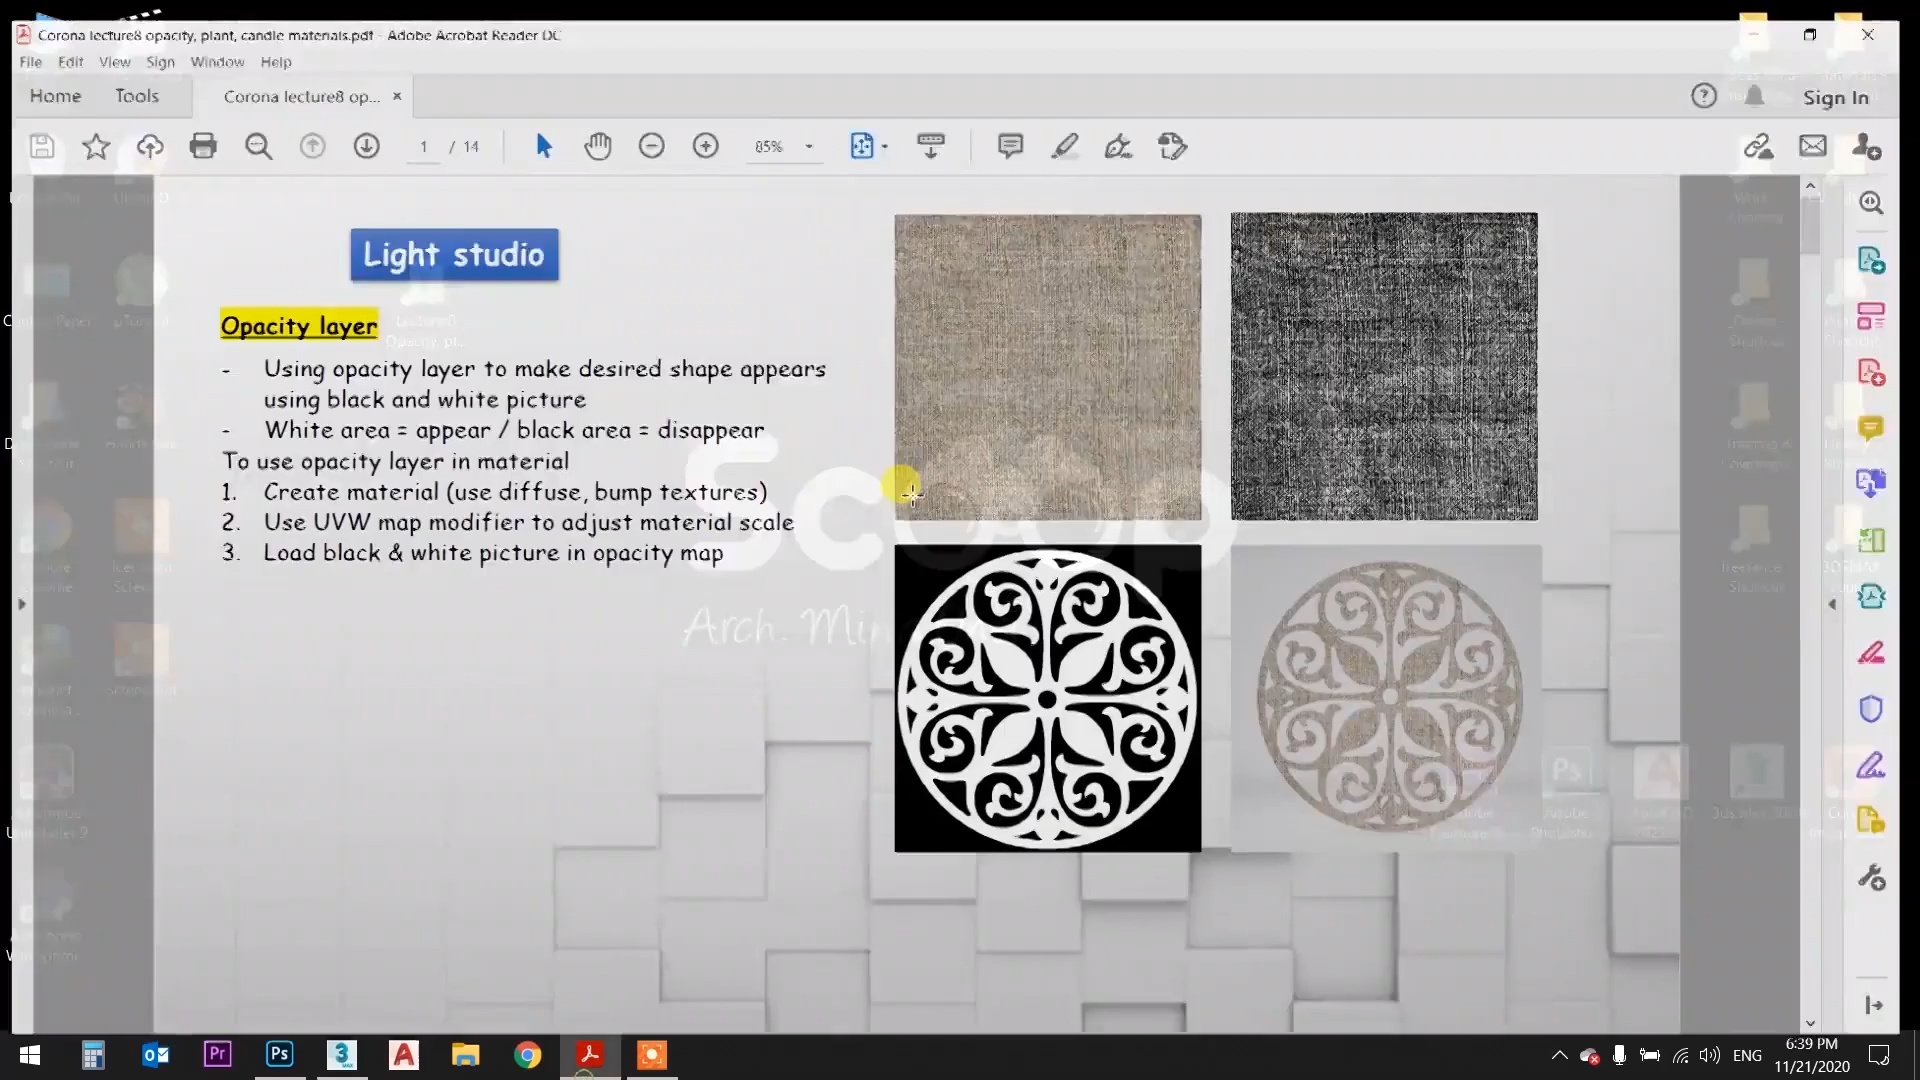 Corona lecture8 opacity, plant, candle materials.pdf - Adobe Acrobat Reader DC
File Edit View Sign Window Help
Home Tools Corona lecture8 op... Sign In
1 / 14 85%
Light studio
Opacity layer
- Using opacity layer to make desired shape appears
using black and white picture
- White area = appear / black area = disappear
To use opacity layer in material
1. Create material (use diffuse, bump textures)
2. Use UVW map modifier to adjust material scale
3. Load black & white picture in opacity map
Scoop
Arch.
ENG
6:39 PM
11/21/2020